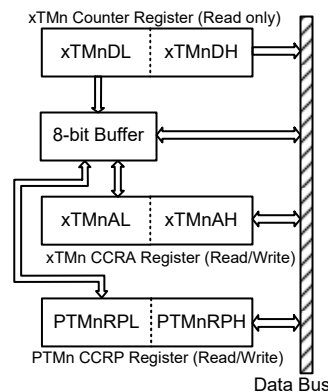 xTMn Counter Register (Read only)
xTMnDL xTMnDH
8-bit Buffer
xTMnAL xTMnAH
xTMn CCRA Register (Read/Write)
PTMnRPL PTMnRPH
PTMn CCRP Register (Read/Write)
Data Bus